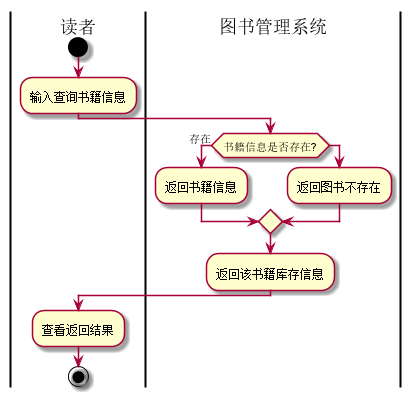 读者
图书管理系统
输入查询书籍信息
存在
书籍信息是否存在?
返回书籍信息
返回图书不存在
返回该书籍库存信息
查看返回结果